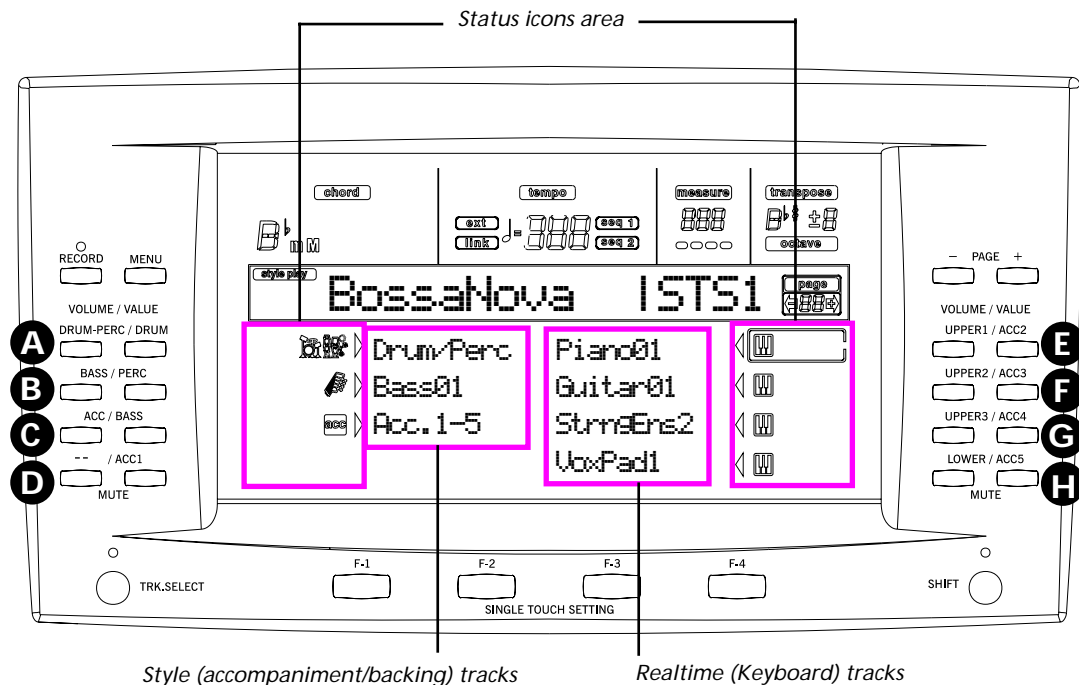 Status icons area
chord
tempo
measure
transpose
ext
seq 1
link
seq 2
octave
m M
RECORD MENU
style play
BossaNova |STS1
page
- PAGE +
VOLUME / VALUE
VOLUME / VALUE
A DRUM-PERC / DRUM
Drum/Perc
Piano01
UPPER1 / ACC2 E
B BASS / PERC
Bass01
Guitar01
UPPER2 / ACC3 F
C ACC / BASS
acc
Acc.1-5
StrngEns2
UPPER3 / ACC4 G
D -- / ACC1
VoxPad1
LOWER / ACC5 H
MUTE
MUTE
TRK.SELECT
F-1 F-2 F-3 F-4
SHIFT
SINGLE TOUCH SETTING
Style (accompaniment/backing) tracks
Realtime (Keyboard) tracks